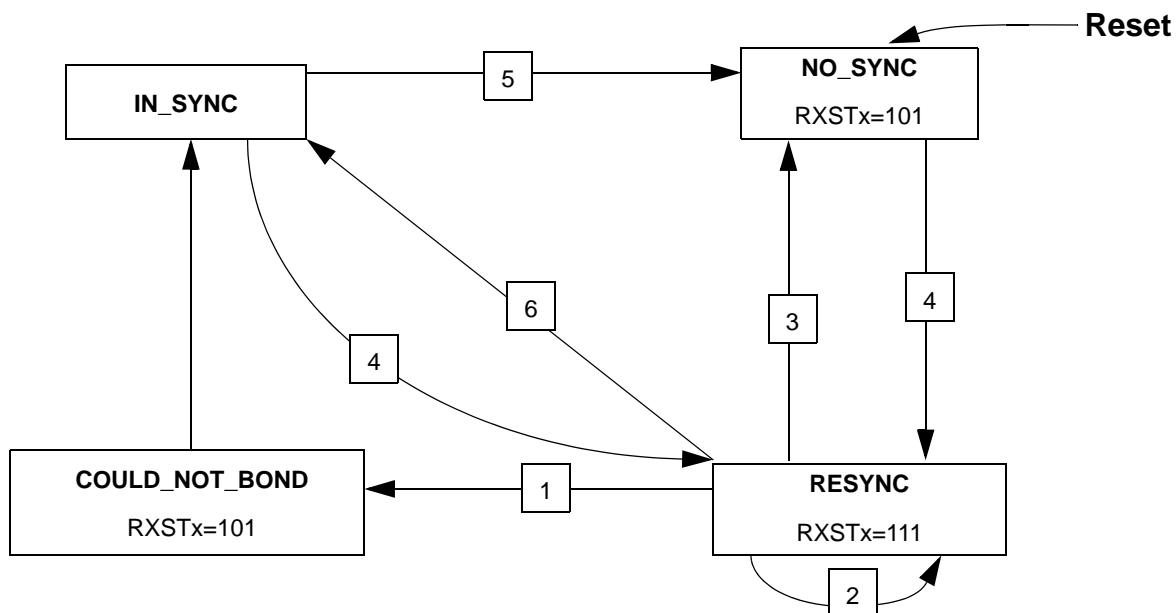 Reset
NO_SYNC
RXSTx=101
5
IN_SYNC
6
3
4
4
COULD_NOT_BOND
RXSTx=101
1
RESYNC
RXSTx=111
2